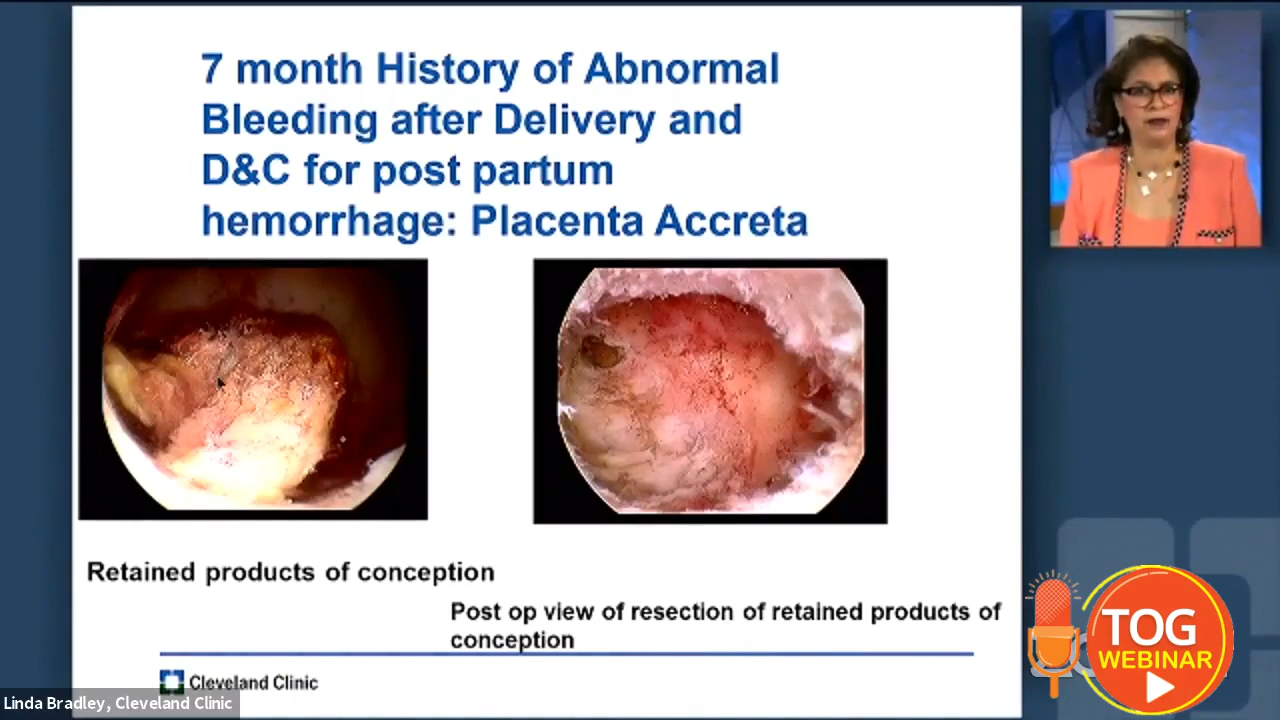 7 month History of Abnormal
Bleeding after Delivery and
D&C for post partum
hemorrhage: Placenta Accreta
Retained products of conception
Post op view of resection of retained products of
conception
Cleveland Clinic
Linda Bradley, Cleveland Clinic
TOG
WEBINAR